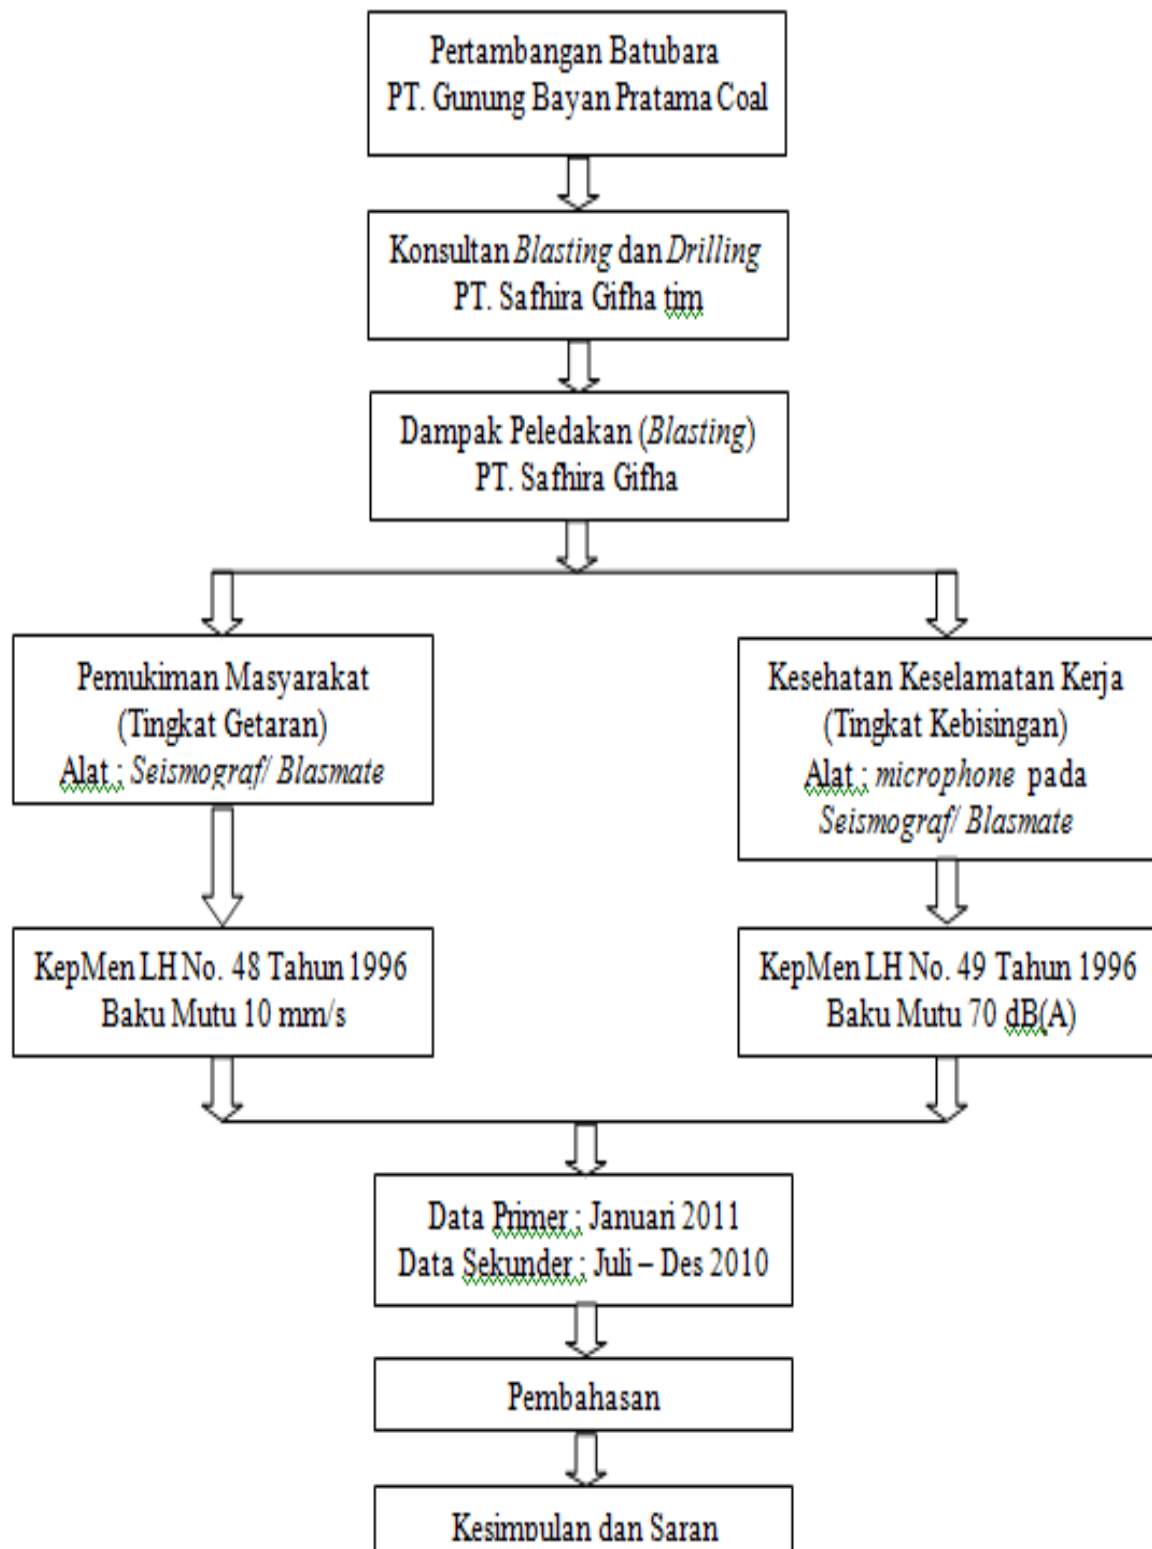 Pertambangan Batubara
PT. Gunung Bayan Pratama Coal
Konsultan Blasting dan Drilling
PT. Safhira Gifha tim
Dampak Peledakan (Blasting)
PT. Safhira Gifha
Pemukiman Masyarakat
(Tingkat Getaran)
Alat ; Seismograf/ Blasmate
Kesehatan Keselamatan Kerja
(Tingkat Kebisingan)
Alat ; microphone pada
Seismograf/ Blasmate
KepMen LH No. 48 Tahun 1996
Baku Mutu 10 mm/s
KepMen LH No. 49 Tahun 1996
Baku Mutu 70 dB(A)
Data Primer ; Januari 2011
Data Sekunder ; Juli – Des 2010
Pembahasan
Kesimpulan dan Saran